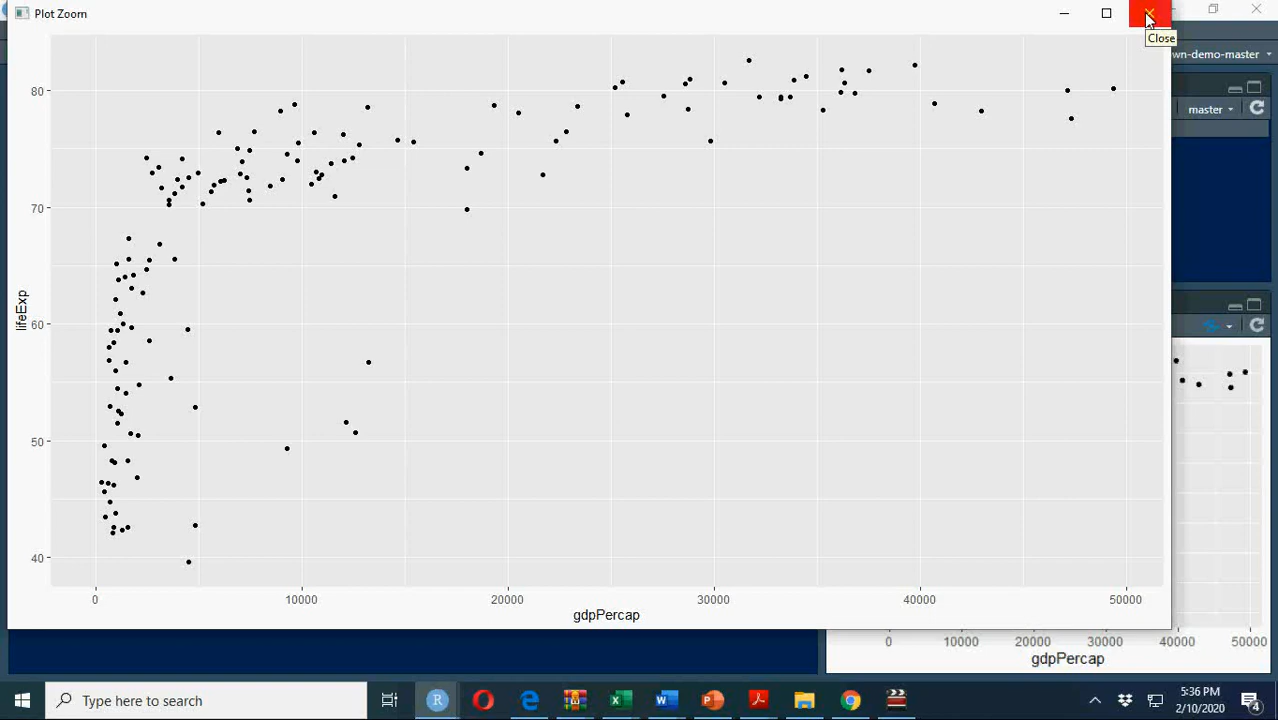 Plot Zoom
Close
wn-demo-master
master
80
70
60
50
40
lifeExp
0 10000 20000 30000 40000 50000
gdpPercap
0 10000 20000 30000 40000 50000
gdpPercap
Type here to search
5:36 PM
2/10/2020
4